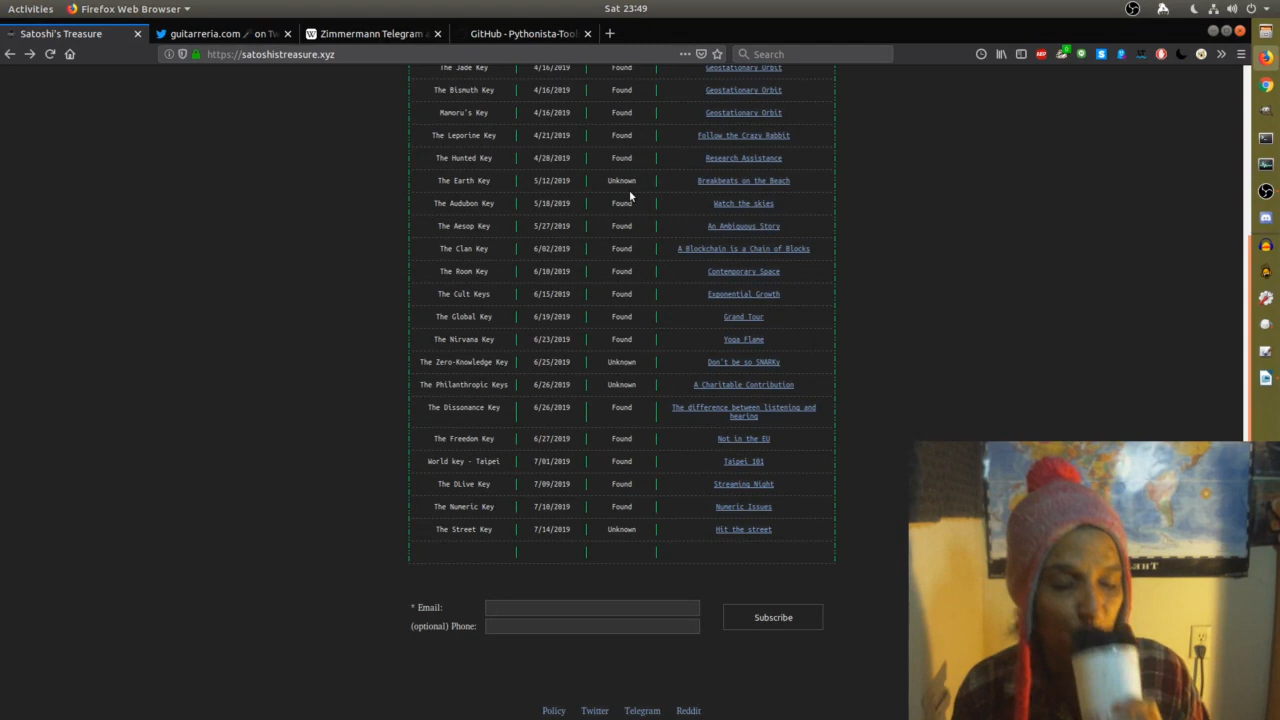 Activities Firefox Web Browser Sat 23:49
Satoshi's Treasure guitarreria.com on Tw Zimmermann Telegram a GitHub - Pythonista-Tool
https://satoshistreasure.xyz Search
The Jade Key 4/16/2019 Found Geostationary Orbit
The Bismuth Key 4/16/2019 Found Geostationary Orbit
Mamoru's Key 4/16/2019 Found Geostationary Orbit
The Leporine Key 4/21/2019 Found Follow the Crazy Rabbit
The Hunted Key 4/28/2019 Found Research Assistance
The Earth Key 5/12/2019 Unknown Breakbeats on the Beach
The Audubon Key 5/18/2019 Found Watch the skies
The Aesop Key 5/27/2019 Found An Ambiguous Story
The Clan Key 6/02/2019 Found A Blockchain is a Chain of Blocks
The Room Key 6/10/2019 Found Contemporary Space
The Cult Keys 6/15/2019 Found Exponential Growth
The Global Key 6/19/2019 Found Grand Tour
The Nirvana Key 6/23/2019 Found Yoga Flame
The Zero-Knowledge Key 6/25/2019 Unknown Don't be so SNARKy
The Philanthropic Keys 6/26/2019 Unknown A Charitable Contribution
The Dissonance Key 6/26/2019 Found The difference between listening and
hearing
The Freedom Key 6/27/2019 Found Not in the EU
World key - Taipei 7/01/2019 Found Taipei 101
The DLive Key 7/09/2019 Found Streaming Night
The Numeric Key 7/10/2019 Found Numeric Issues
The Street Key 7/14/2019 Unknown Hit the street
* Email:
Subscribe
(optional) Phone:
Policy Twitter Telegram Reddit